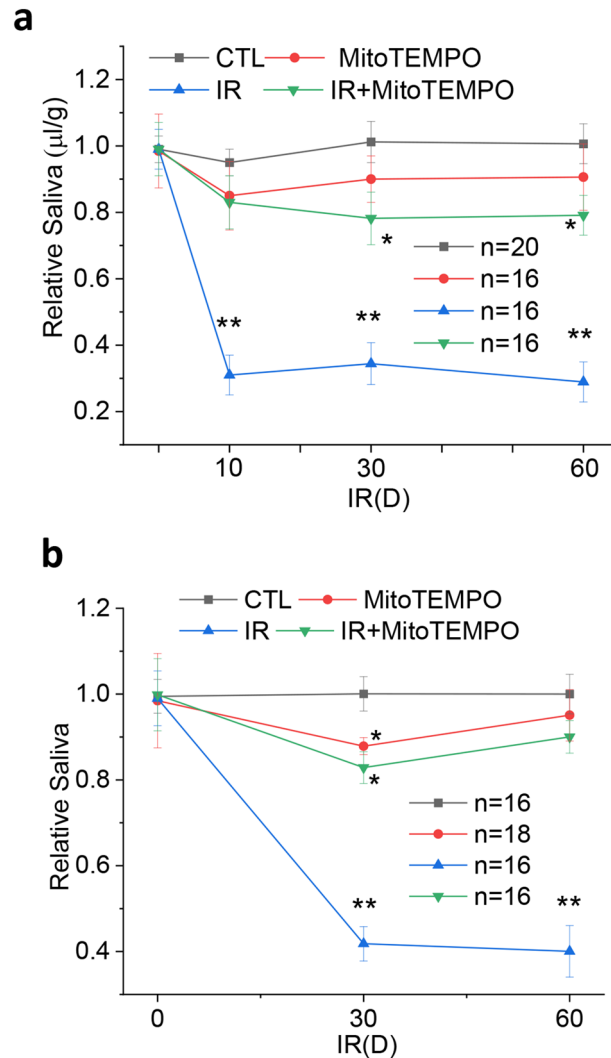 a
CTL MitoTEMPO
IR IR+MitoTEMPO
1.2
1.0
0.8
0.6
0.4
0.2
Relative Saliva (µl/g)
**
**
**
*
*
n=20
n=16
n=16
n=16
10 30 60
IR(D)
b
CTL MitoTEMPO
IR IR+MitoTEMPO
1.2
1.0
0.8
0.6
0.4
Relative Saliva
*
*
**
**
n=16
n=18
n=16
n=16
0 30 60
IR(D)